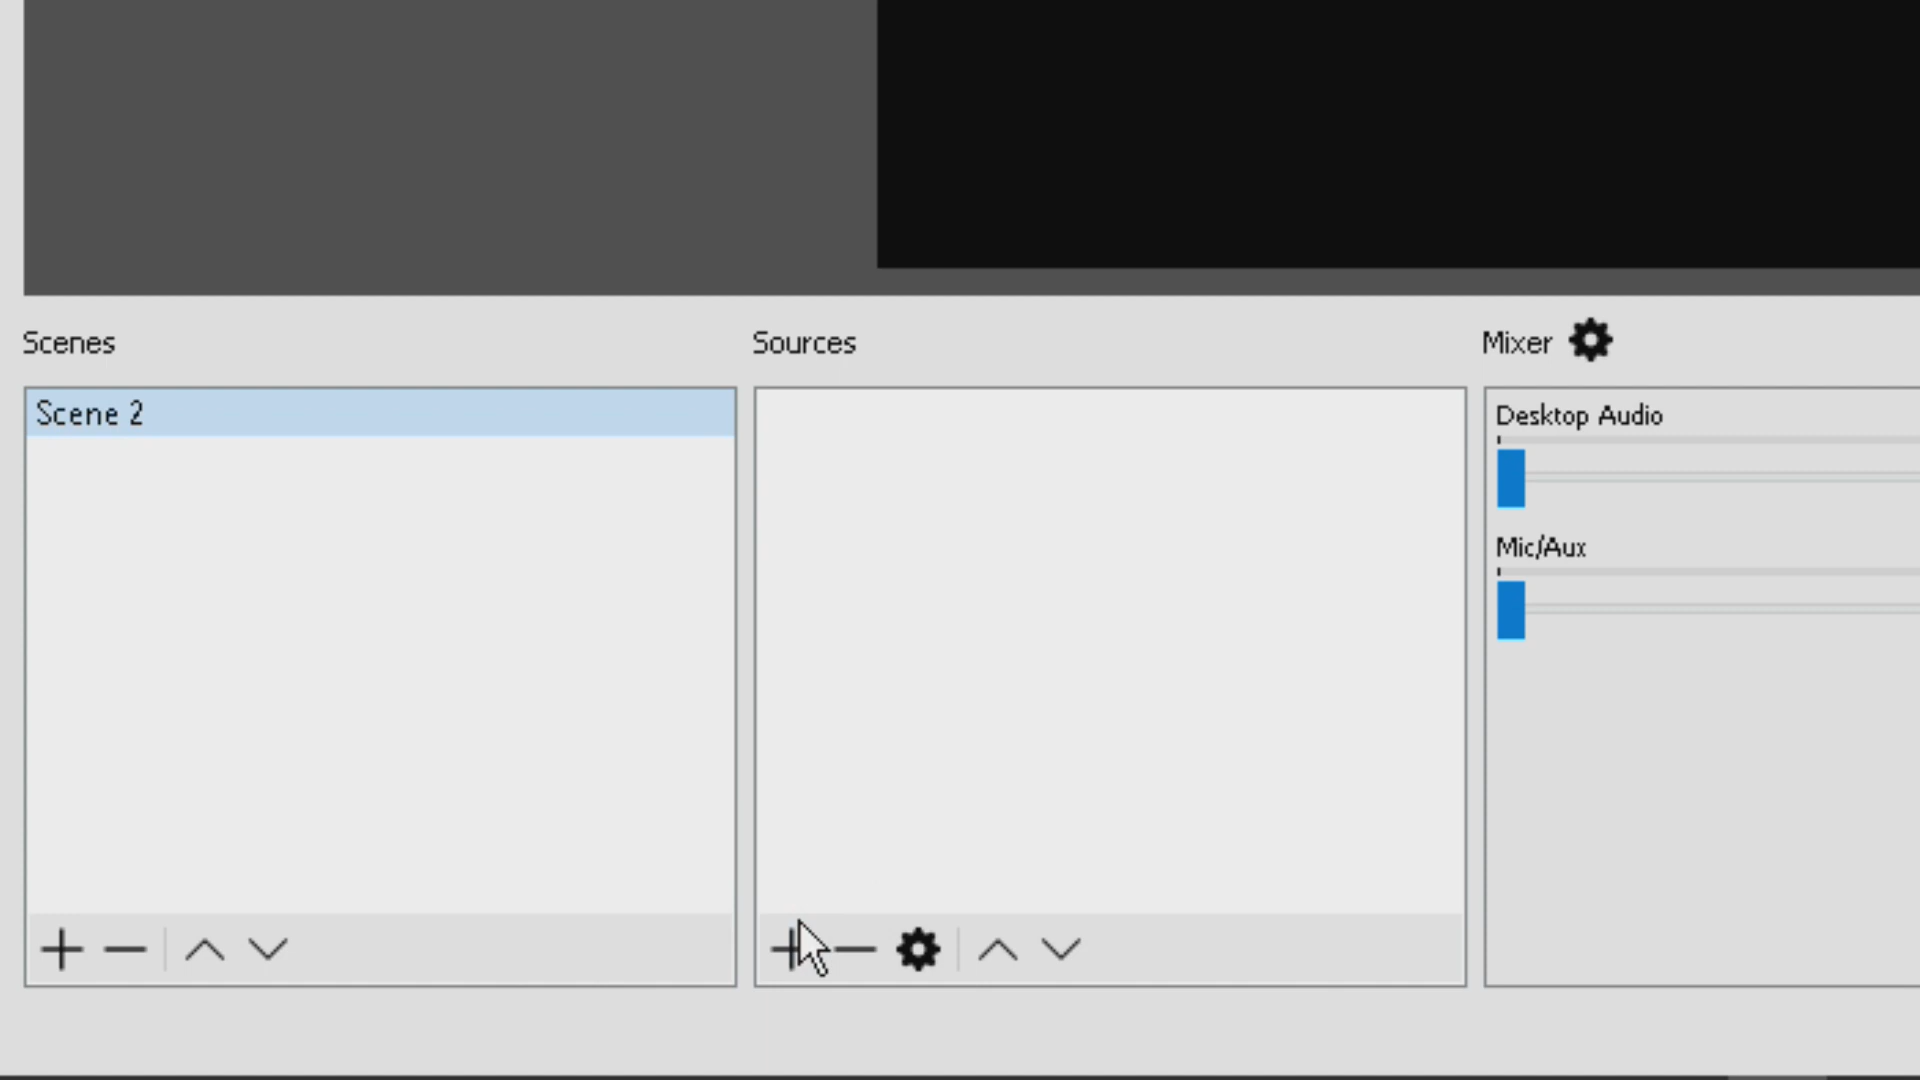 Scenes
Sources
Mixer
Scene 2
Desktop Audio
Mic/Aux